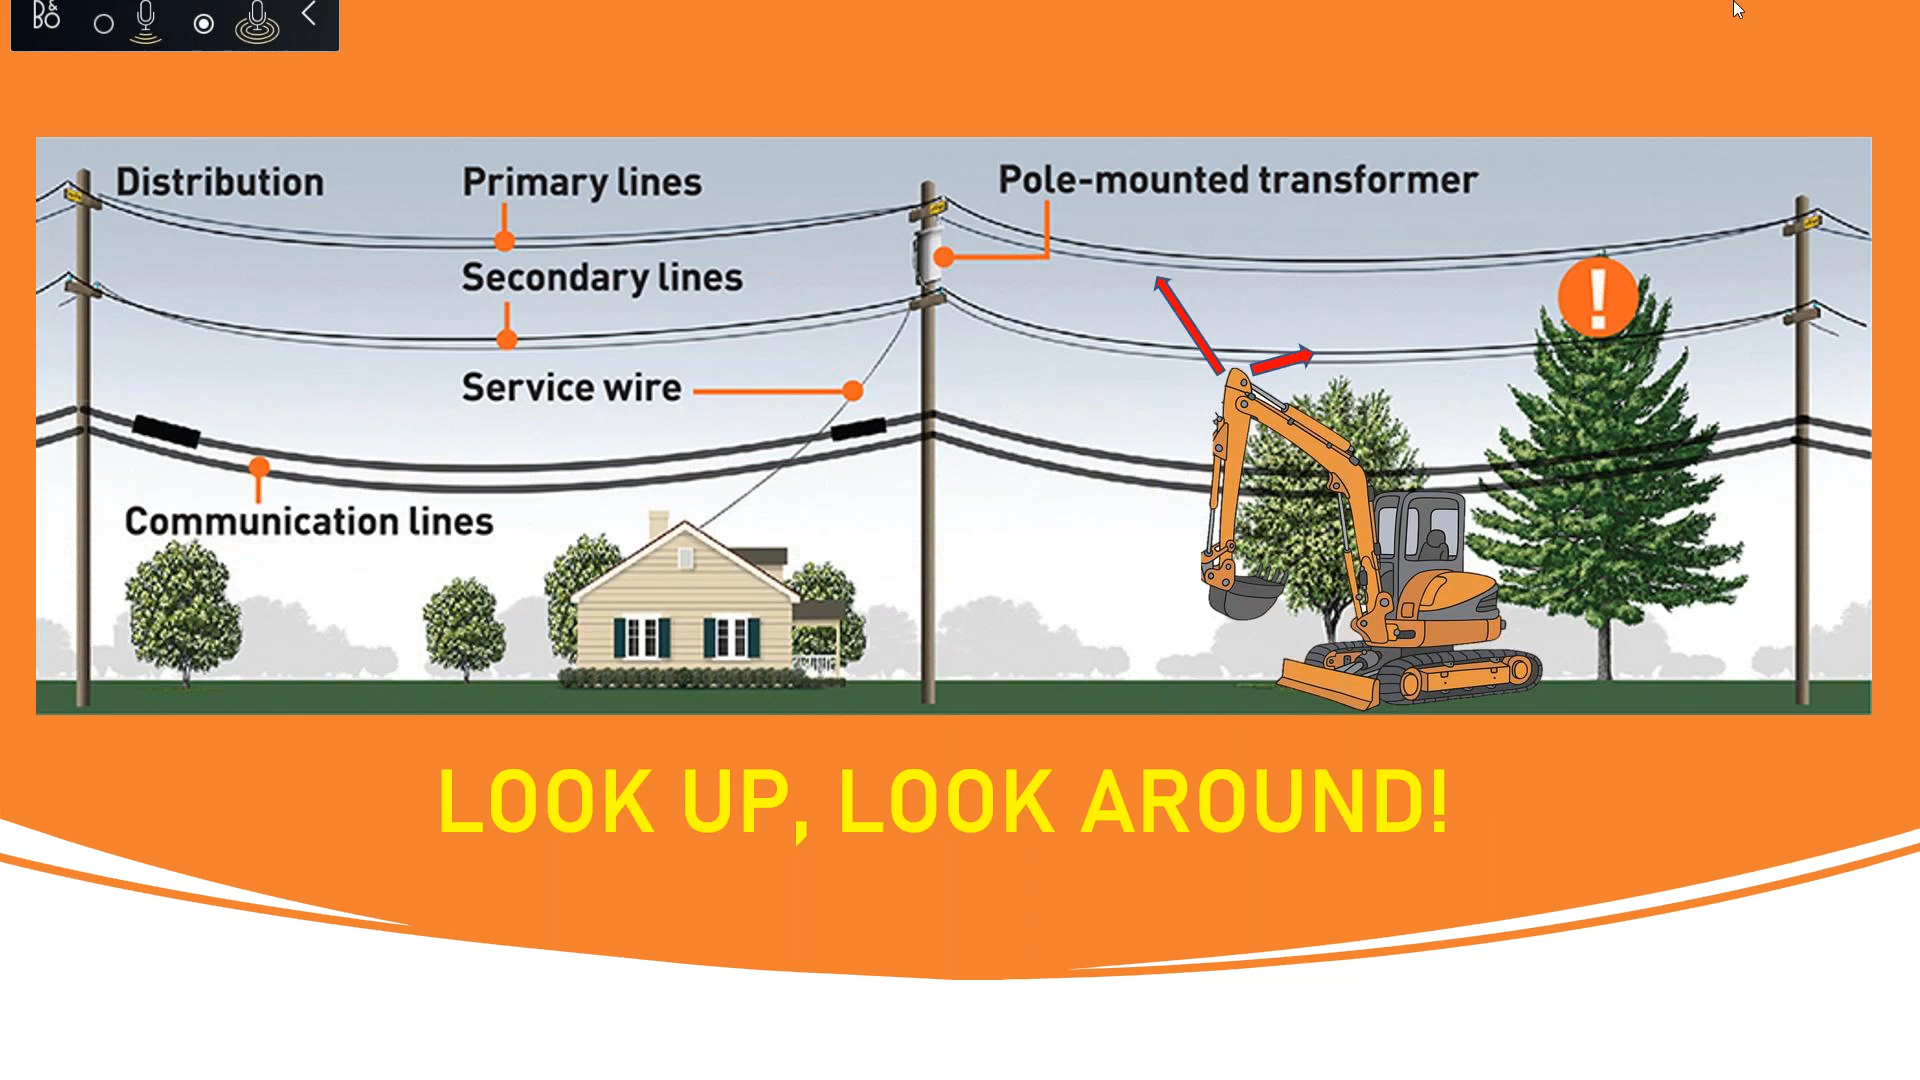 B&O
Distribution
Primary lines
Pole-mounted transformer
Secondary lines
!
Service wire
Communication lines
LOOK UP, LOOK AROUND!